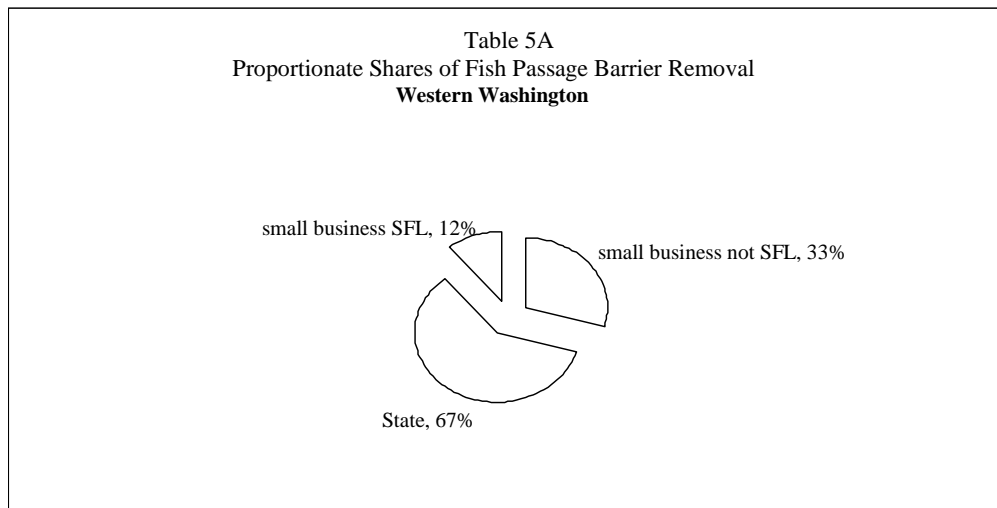 Table 5A
Proportionate Shares of Fish Passage Barrier Removal
Western Washington
small business SFL, 12%
small business not SFL, 33%
State, 67%